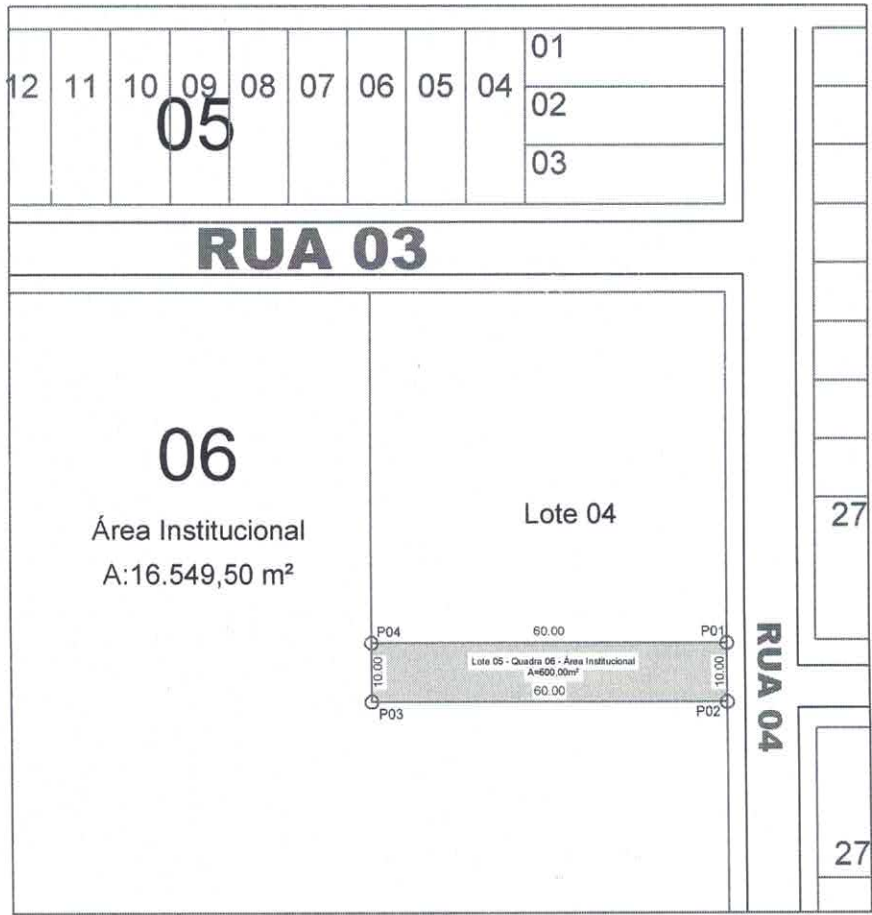 01
12 11 10 09 08 07 06 05 04
02
05
03
RUA 03
06
Área Institucional
A:16.549,50 m²
Lote 04
27
P04 60.00 P01
10.00
Lote 05 - Quadra 06 - Área Institucional
A=600,00m²
10.00
60.00
P03 P02
RUA 04
27